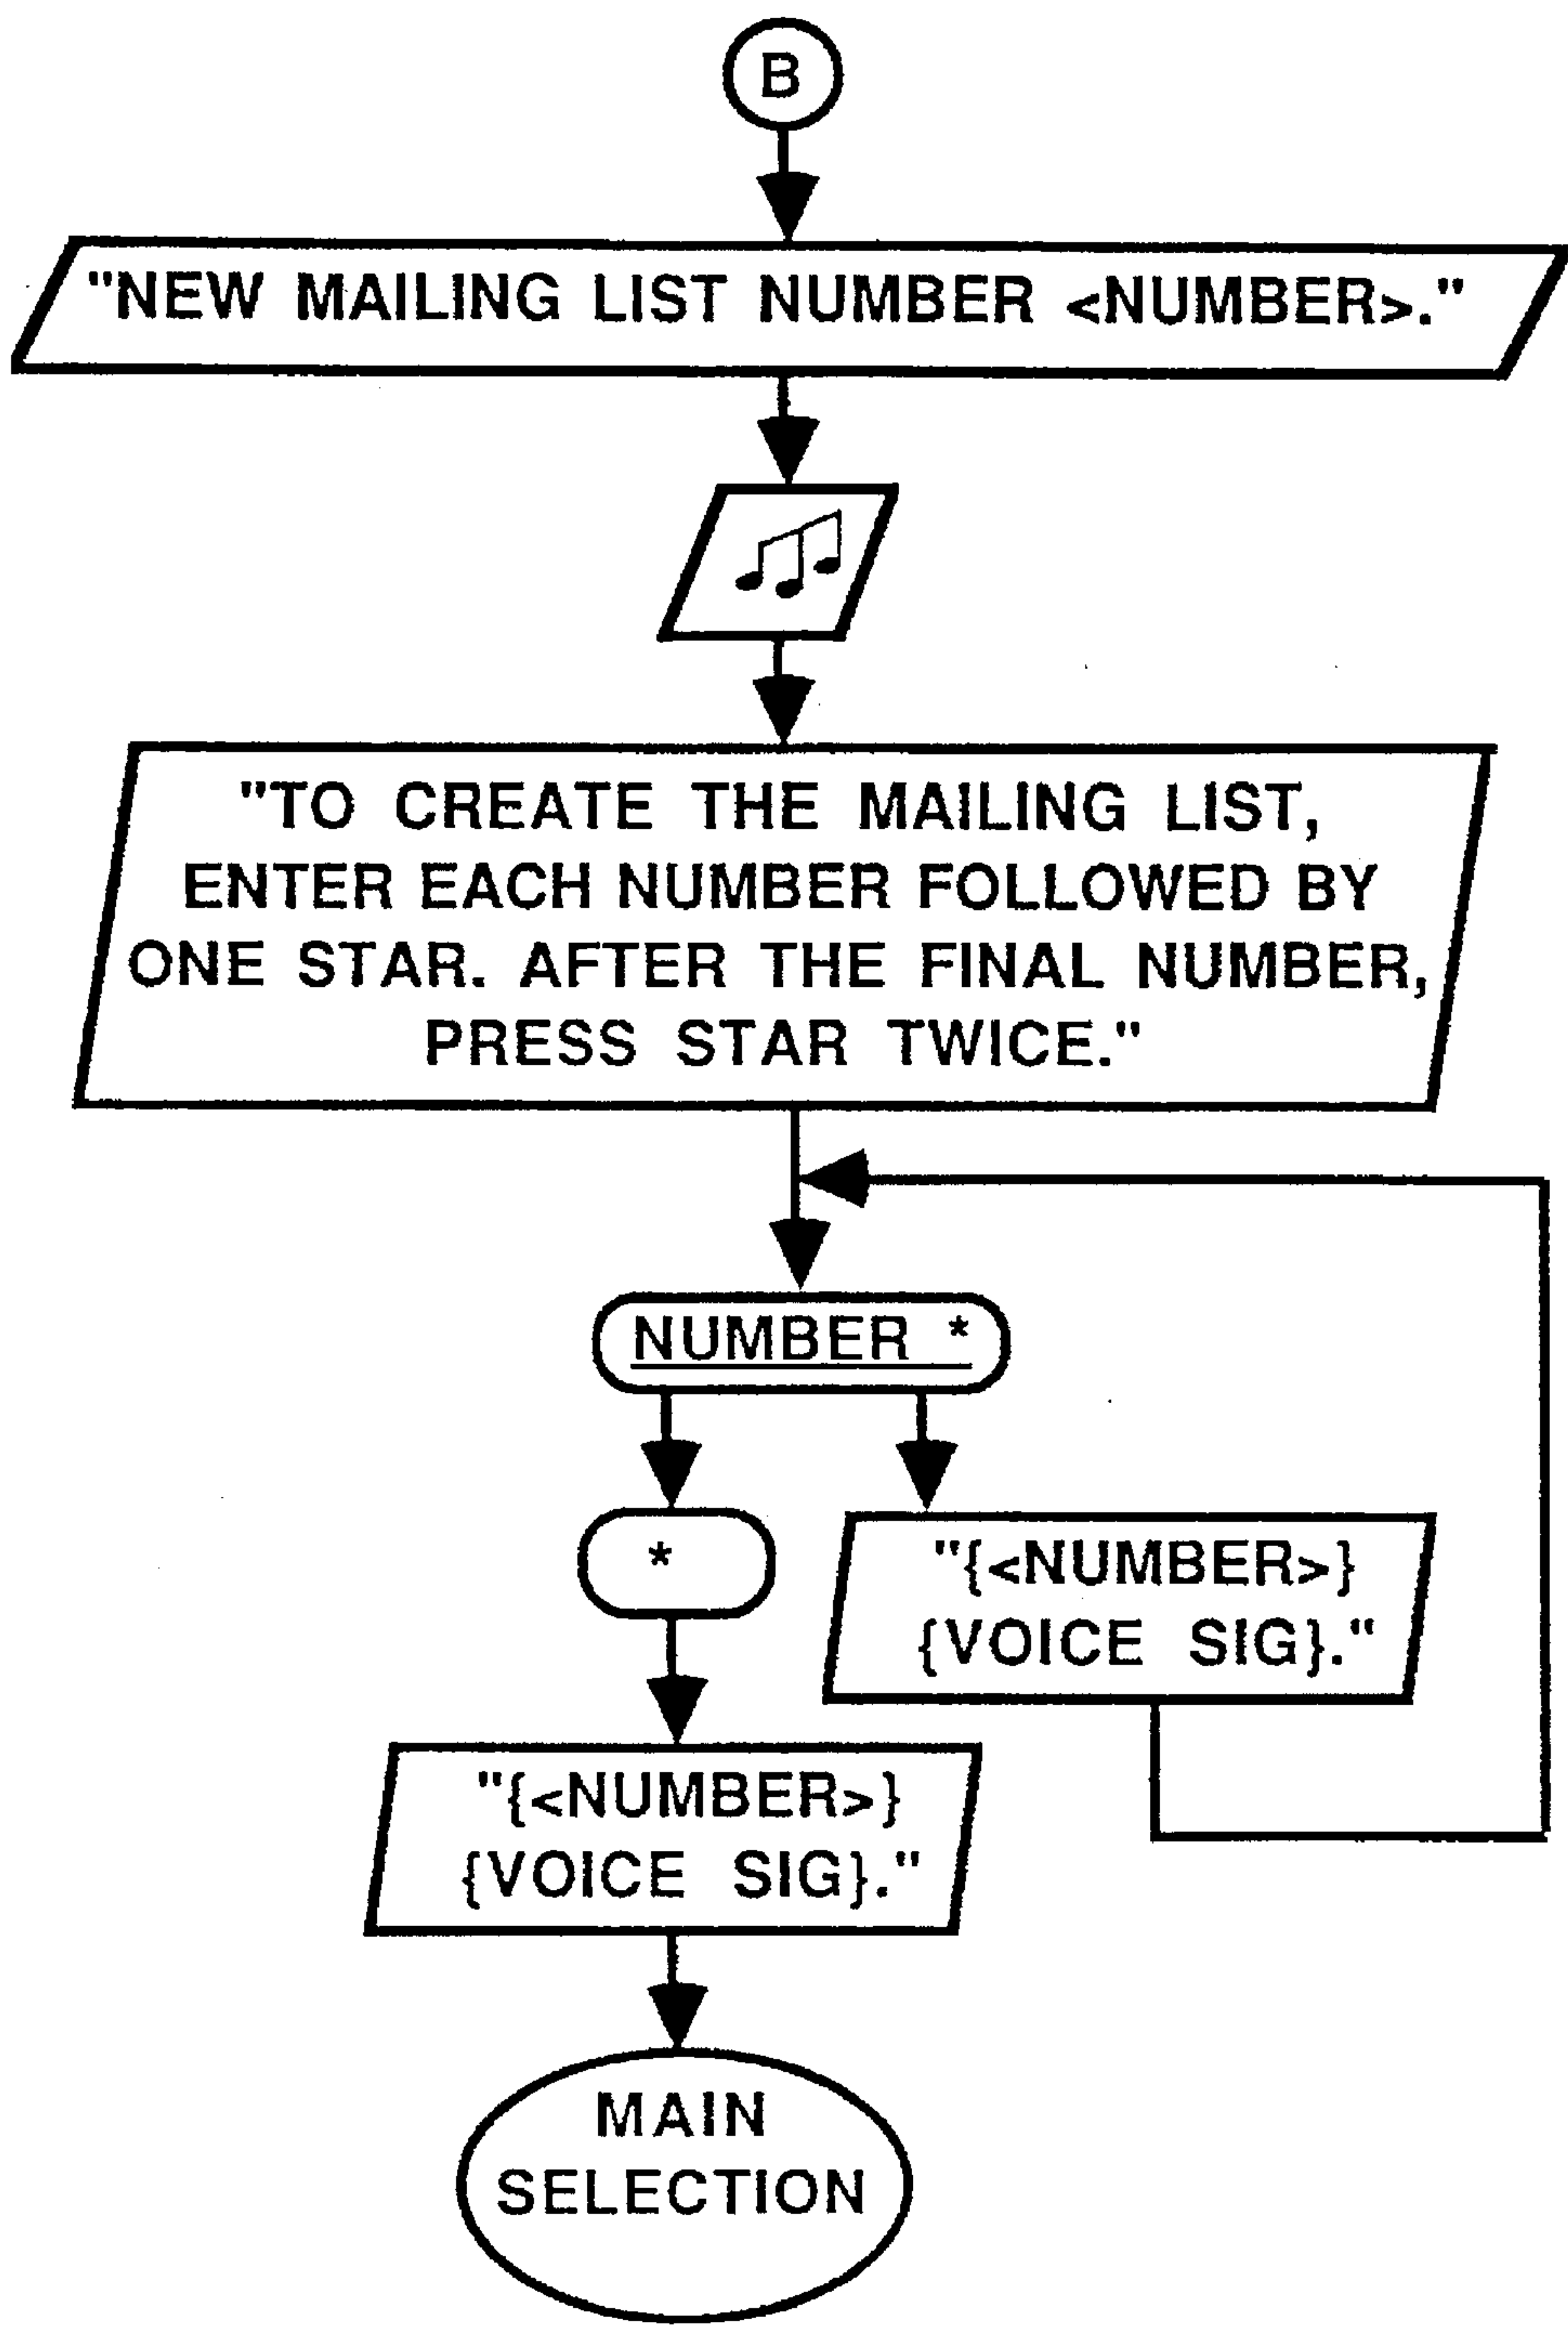 B
"NEW MAILING LIST NUMBER <NUMBER>."
"TO CREATE THE MAILING LIST,
ENTER EACH NUMBER FOLLOWED BY
ONE STAR. AFTER THE FINAL NUMBER,
PRESS STAR TWICE."
NUMBER *
*
"{<NUMBER>}
{VOICE SIG}."
"{<NUMBER>}
{VOICE SIG}."
MAIN
SELECTION